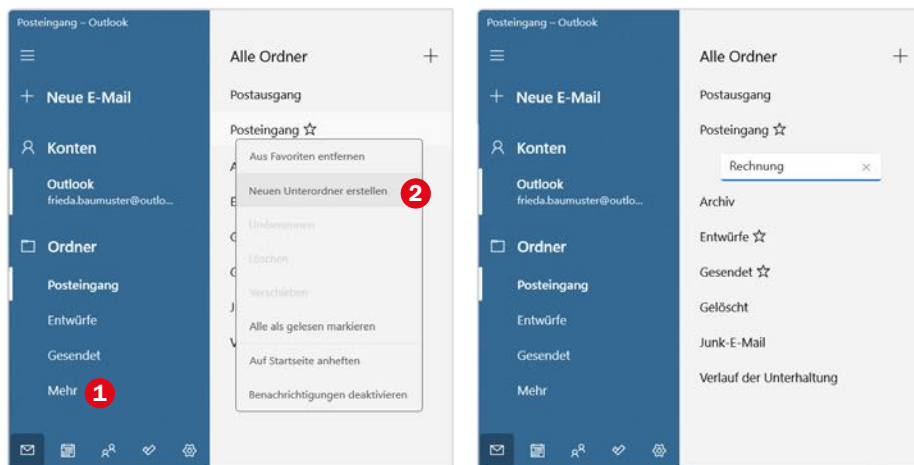 Posteingang – Outlook
Neue E-Mail
Konten
Outlook
frieda.baumuster@outlo...
Ordner
Posteingang
Entwürfe
Gesendet
Mehr
1
Alle Ordner
Postausgang
Posteingang
A
E
G
G
J
V
Aus Favoriten entfernen
Neuen Unterordner erstellen
2
Umbenennen
Löschen
Verschieben
Alle als gelesen markieren
Auf Startseite anheften
Benachrichtigungen deaktivieren
Posteingang – Outlook
Neue E-Mail
Konten
Outlook
frieda.baumuster@outlo...
Ordner
Posteingang
Entwürfe
Gesendet
Mehr
Alle Ordner
Postausgang
Posteingang
Rechnung
Archiv
Entwürfe
Gesendet
Gelöscht
Junk-E-Mail
Verlauf der Unterhaltung